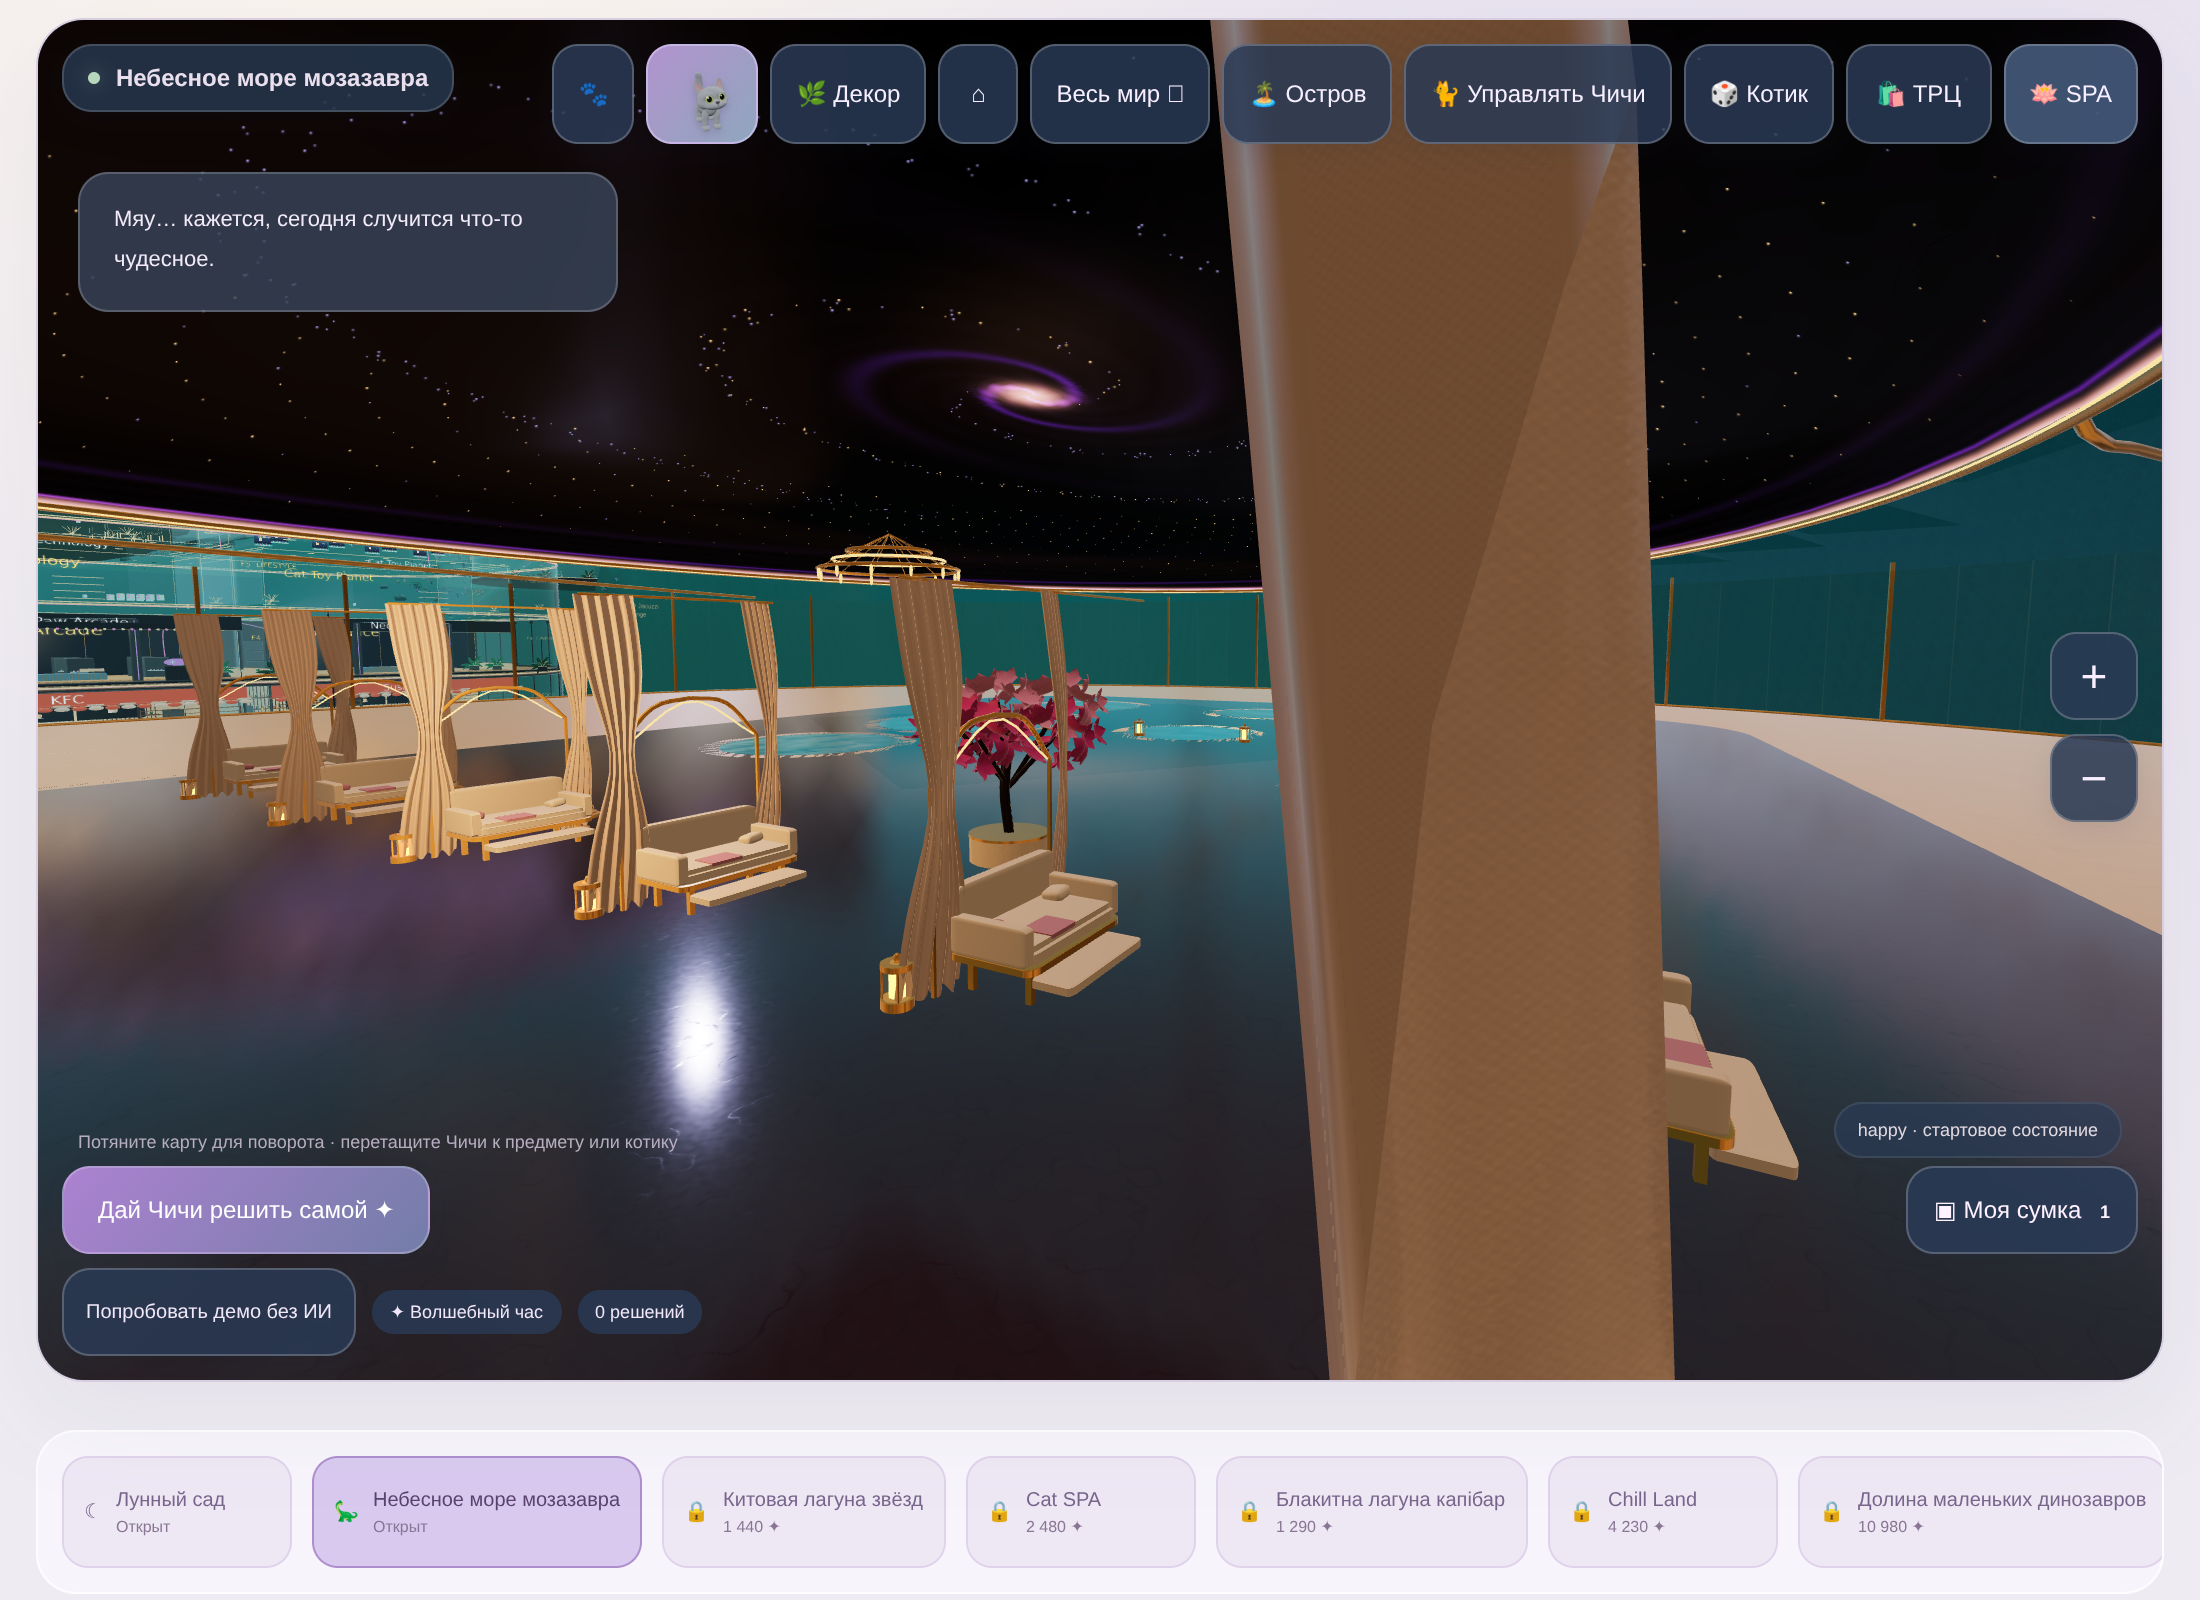 Небесное море мозазавра
🌿 Декор
Весь мир
🏝️ Остров
🐈 Управлять Чичи
🎲 Котик
🛍️ ТРЦ
🪷 SPA
Мяу… кажется, сегодня случится что-то
чудесное.
ology
Cat Toy Planet
Arcade
KFC
+
−
Потяните карту для поворота · перетащите Чичи к предмету или котику
happy · стартовое состояние
Дай Чичи решить самой ✦
▣ Моя сумка 1
Попробовать демо без ИИ
✦ Волшебный час
0 решений
Лунный сад
Открыт
Небесное море мозазавра
Открыт
Китовая лагуна звёзд
1 440 ✦
Cat SPA
2 480 ✦
Блакитна лагуна капібар
1 290 ✦
Chill Land
4 230 ✦
Долина маленьких динозавров
10 980 ✦